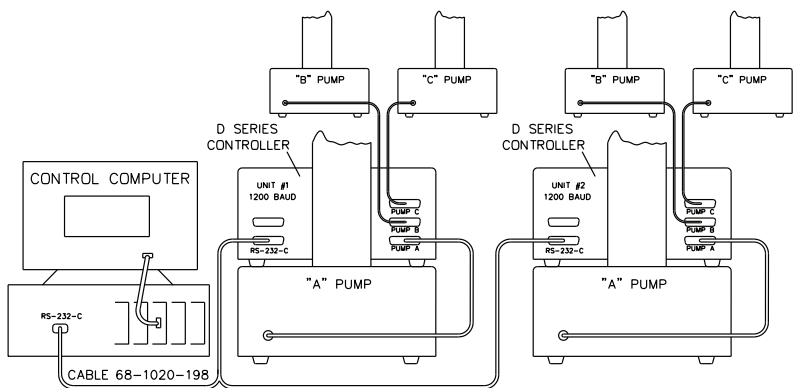 "B" PUMP
"C" PUMP
"B" PUMP
"C" PUMP
D SERIES
CONTROLLER
D SERIES
CONTROLLER
CONTROL COMPUTER
UNIT #1
1200 BAUD
PUMP C
PUMP B
PUMP A
RS-232-C
UNIT #2
1200 BAUD
PUMP C
PUMP B
PUMP A
RS-232-C
"A" PUMP
"A" PUMP
RS-232-C
CABLE 68-1020-198